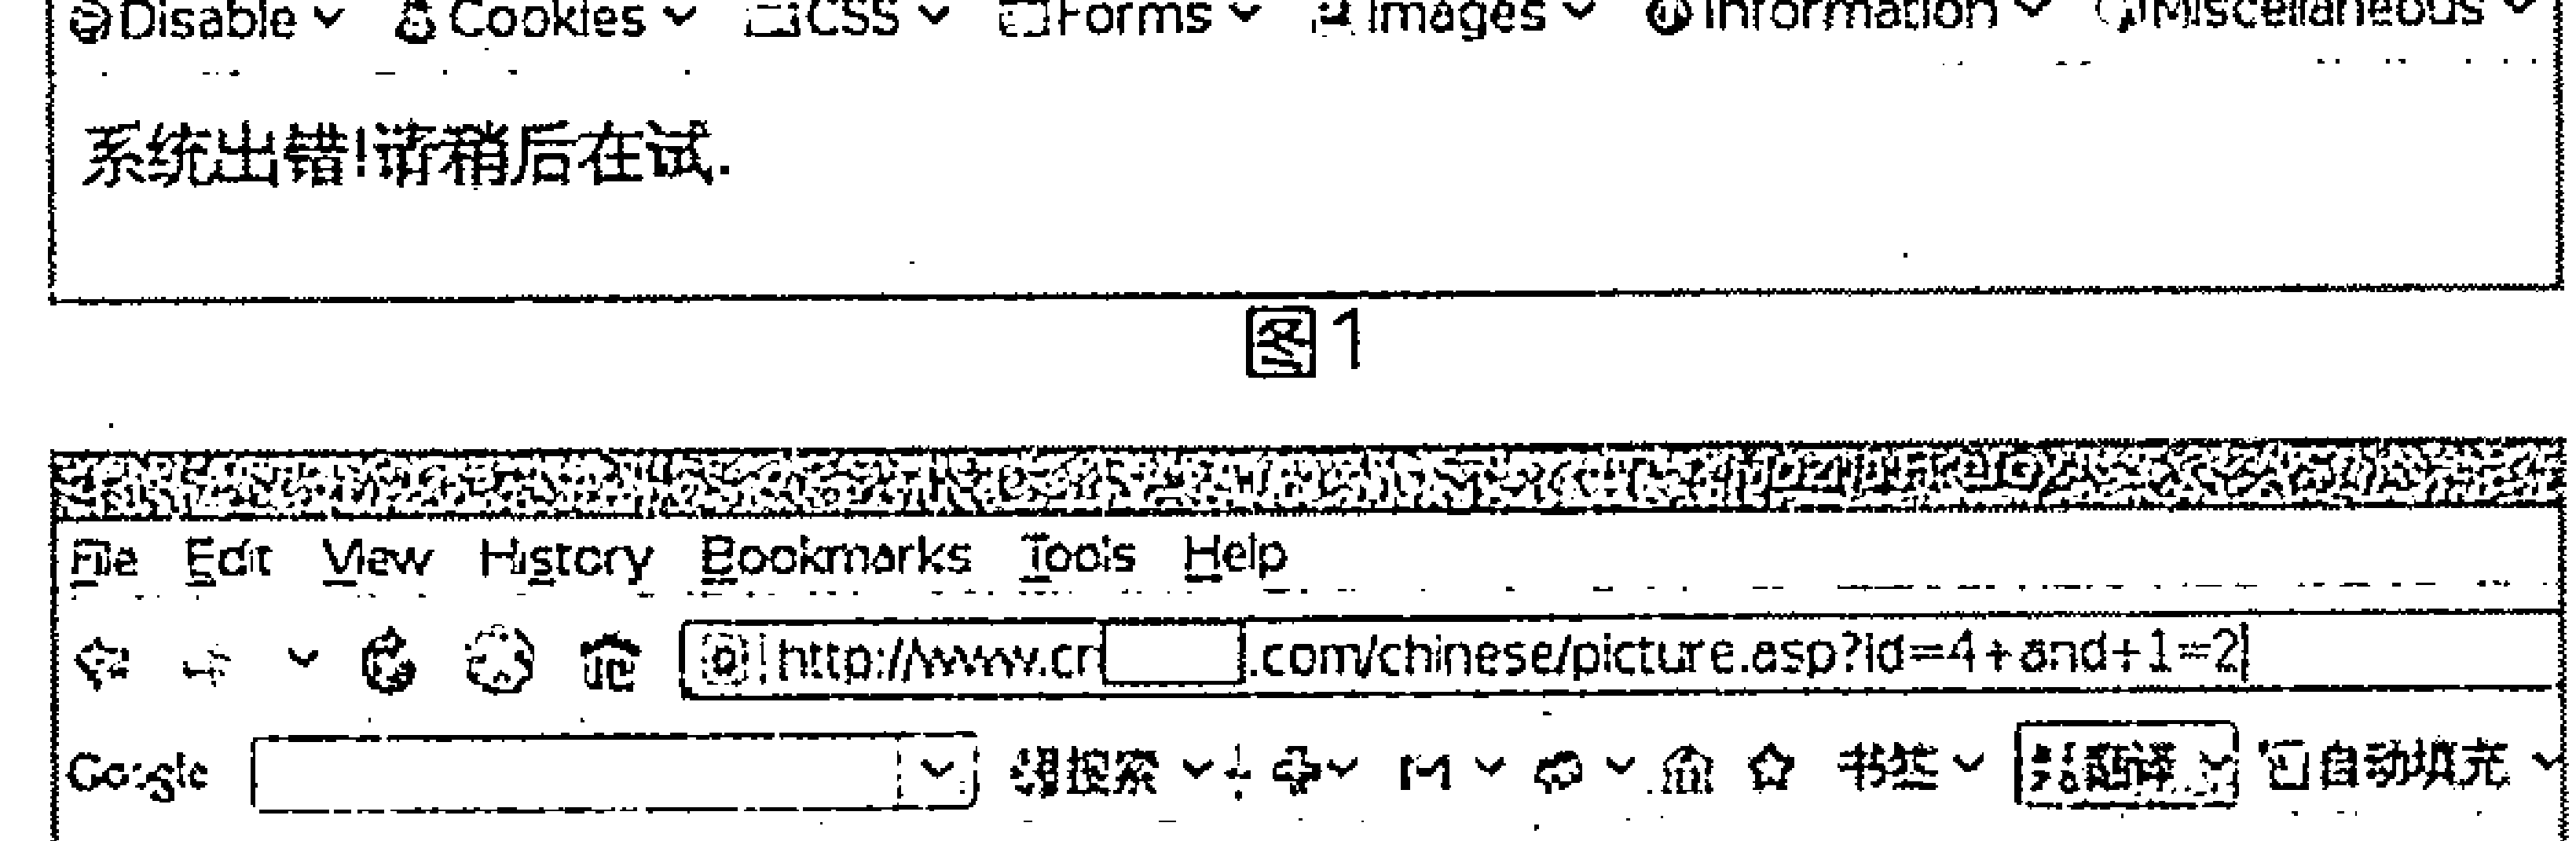 Disable Cookies CSS Forms Images Information Miscellaneous
系统出错!请稍后在试.
图1
File Edit View History Bookmarks Tools Help
http://www.cn .com/chinese/picture.asp?id=4+and+1=2
Google 搜索 书签 翻译 自动填充